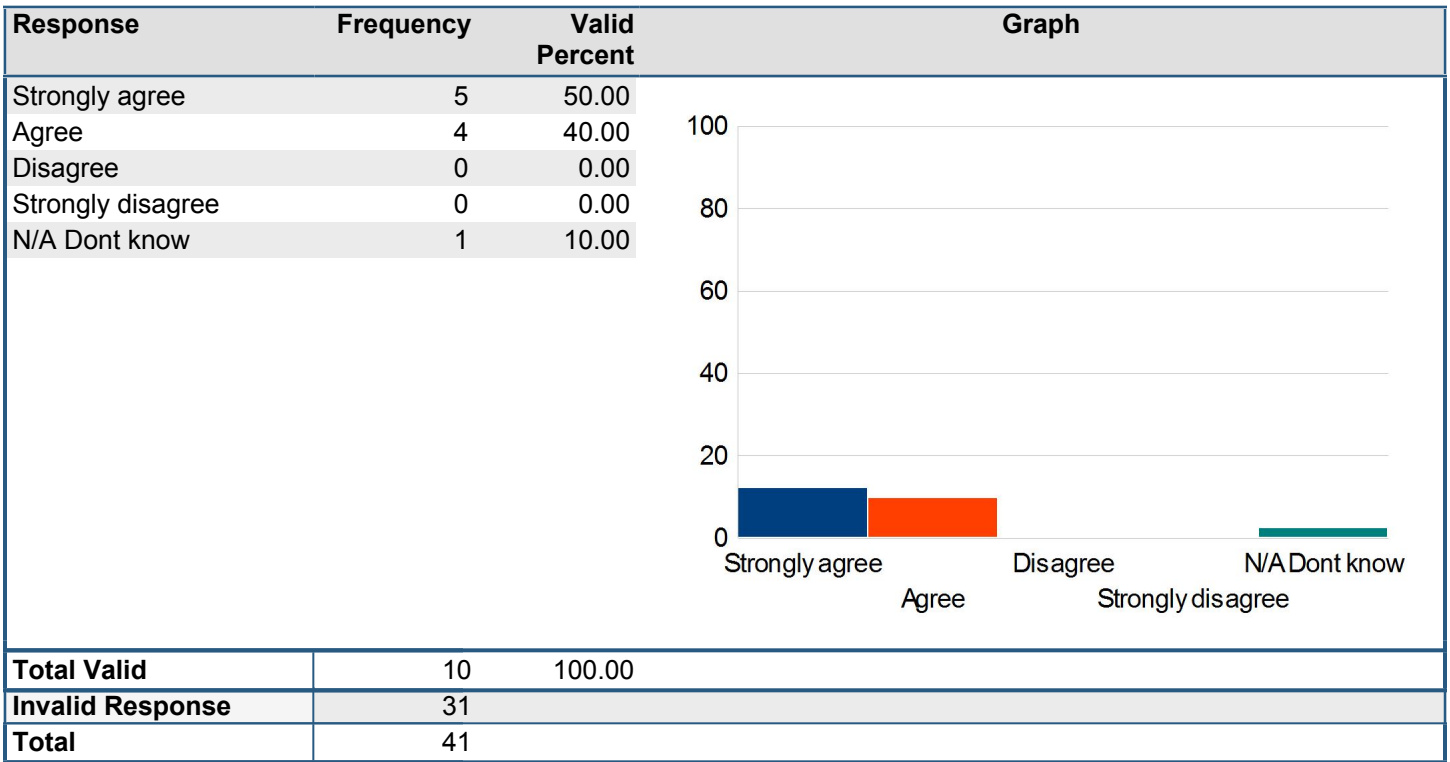 Response Frequency Valid Percent Graph
Strongly agree 5 50.00
Agree 4 40.00
Disagree 0 0.00
Strongly disagree 0 0.00
N/A Dont know 1 10.00
100
80
60
40
20
0
Strongly agree Disagree N/A Dont know
Agree Strongly disagree
Total Valid 10 100.00
Invalid Response 31
Total 41